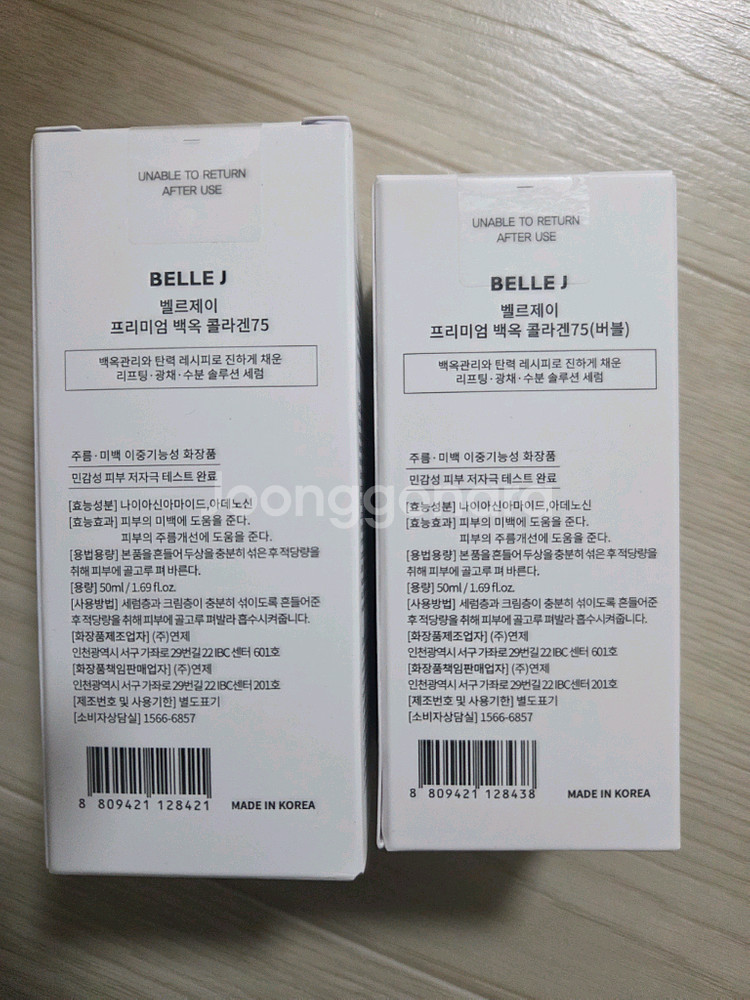 UNABLE TO RETURN
AFTER USE
BELLE J
벨르제이
프리미엄 백옥 콜라겐75
백옥관리와 탄력 레시피로 진하게 채운
리프팅·광채·수분 솔루션 세럼
주름·미백 이중기능성 화장품
민감성 피부 저자극 테스트 완료
[효능성분] 나이아신아마이드,아데노신
[효능효과] 피부의 미백에 도움을 준다.
피부의 주름개선에 도움을 준다.
[용법용량] 본품을 흔들어 두상을 충분히 섞은 후 적당량을
취해 피부에 골고루 펴 바른다.
[용량] 50ml / 1.69 fl.oz.
[사용방법] 세럼층과 크림층이 충분히 섞이도록 흔들어준
후 적당량을 취해 피부에 골고루 펴발라 흡수시켜줍니다.
[화장품제조업자] (주)연제
인천광역시 서구 가좌로 29번길 22 IBC 센터 601호
[화장품책임판매업자] (주)연제
인천광역시 서구 가좌로 29번길 22 IBC센터 201호
[제조번호 및 사용기한] 별도표기
[소비자상담실] 1566-6857
8 809421 128421
MADE IN KOREA
UNABLE TO RETURN
AFTER USE
BELLE J
벨르제이
프리미엄 백옥 콜라겐75(버블)
백옥관리와 탄력 레시피로 진하게 채운
리프팅·광채·수분 솔루션 세럼
주름·미백 이중기능성 화장품
민감성 피부 저자극 테스트 완료
[효능성분] 나이아신아마이드,아데노신
[효능효과] 피부의 미백에 도움을 준다.
피부의 주름개선에 도움을 준다.
[용법용량] 본품을 흔들어 두상을 충분히 섞은 후 적당량을
취해 피부에 골고루 펴 바른다.
[용량] 50ml / 1.69 fl.oz.
[사용방법] 세럼층과 크림층이 충분히 섞이도록 흔들어준
후 적당량을 취해 피부에 골고루 펴발라 흡수시켜줍니다.
[화장품제조업자] (주)연제
인천광역시 서구 가좌로 29번길 22 IBC 센터 601호
[화장품책임판매업자] (주)연제
인천광역시 서구 가좌로 29번길 22 IBC센터 201호
[제조번호 및 사용기한] 별도표기
[소비자상담실] 1566-6857
8 809421 128438
MADE IN KOREA
Joonggonara